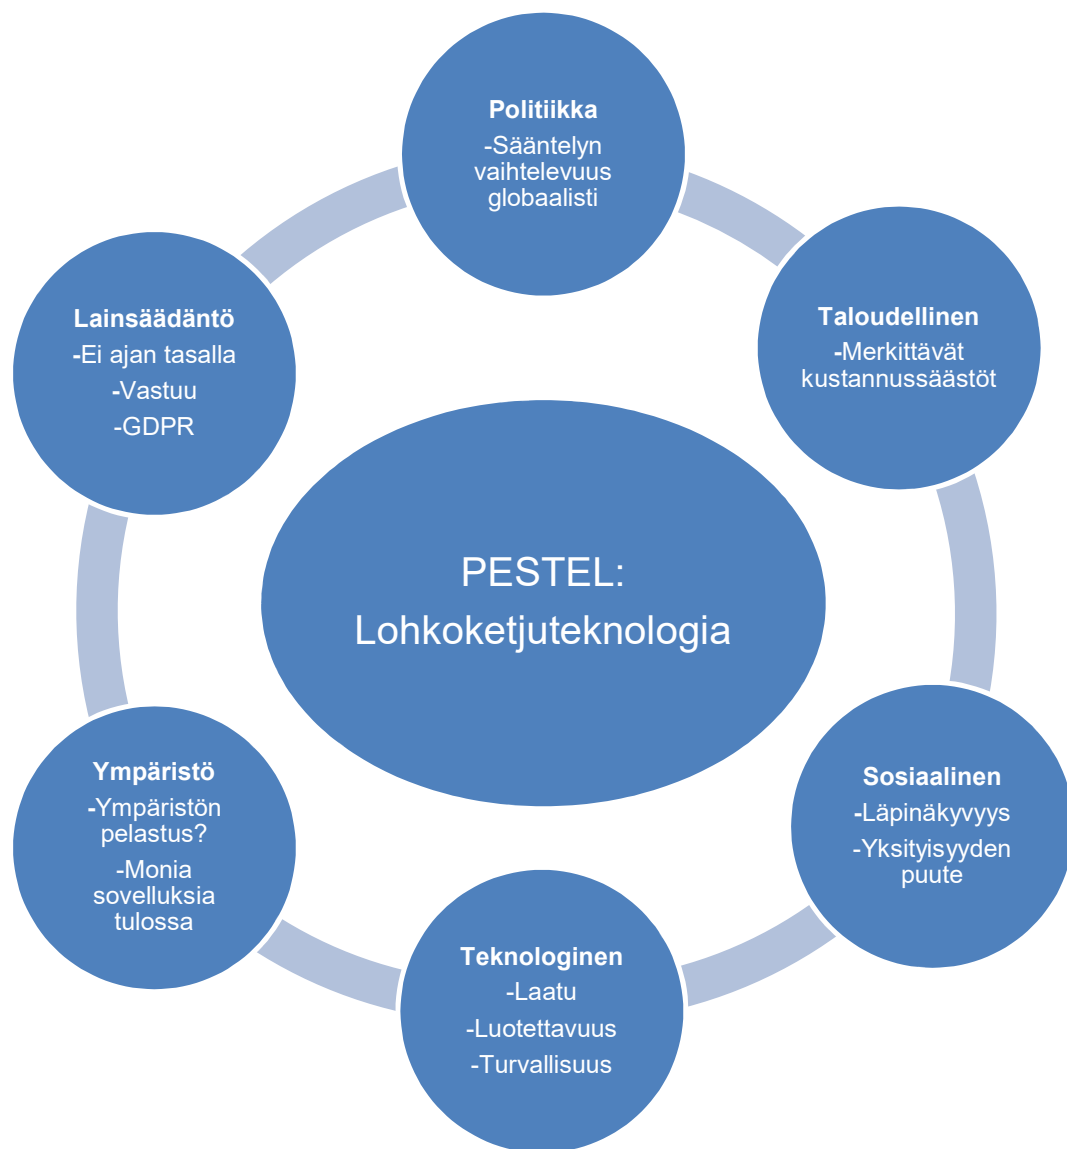 Politiikka
-Sääntelyn
vaihtelevuus
globaalisti
Taloudellinen
-Merkittävät
kustannussäästöt
Sosiaalinen
-Läpinäkyvyys
-Yksityisyyden
puute
Teknologinen
-Laatu
-Luotettavuus
-Turvallisuus
Ympäristö
-Ympäristön
pelastus?
-Monia
sovelluksia
tulossa
Lainsäädäntö
-Ei ajan tasalla
-Vastuu
-GDPR
PESTEL:
Lohkoketjuteknologia